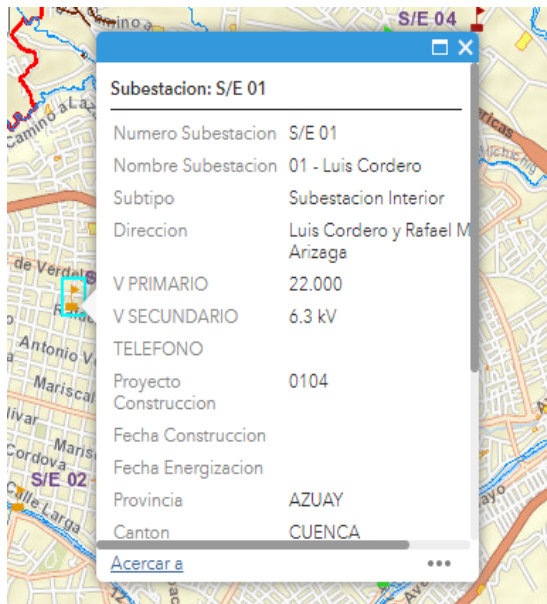 S/E 04
Subestacion: S/E 01
Numero Subestacion S/E 01
Nombre Subestacion 01 - Luis Cordero
Subtipo Subestacion Interior
Direccion Luis Cordero y Rafael M
Arizaga
V PRIMARIO 22.000
V SECUNDARIO 6.3 kV
TELEFONO
Proyecto
Construccion 0104
Fecha Construccion
Fecha Energizacion
Provincia AZUAY
Canton CUENCA
Acercar a
Camino a
de
Antonio
Mariscal
S/E 02
Calle Larga